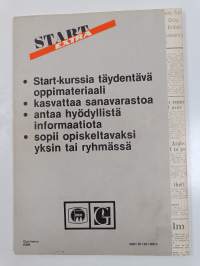 START
EXTRA
• Start-kurssia täydentävä
oppimateriaali
• kasvattaa sanavarastoa
• antaa hyödyllistä
informaatiota
• sopii opiskeltavaksi
yksin tai ryhmässä